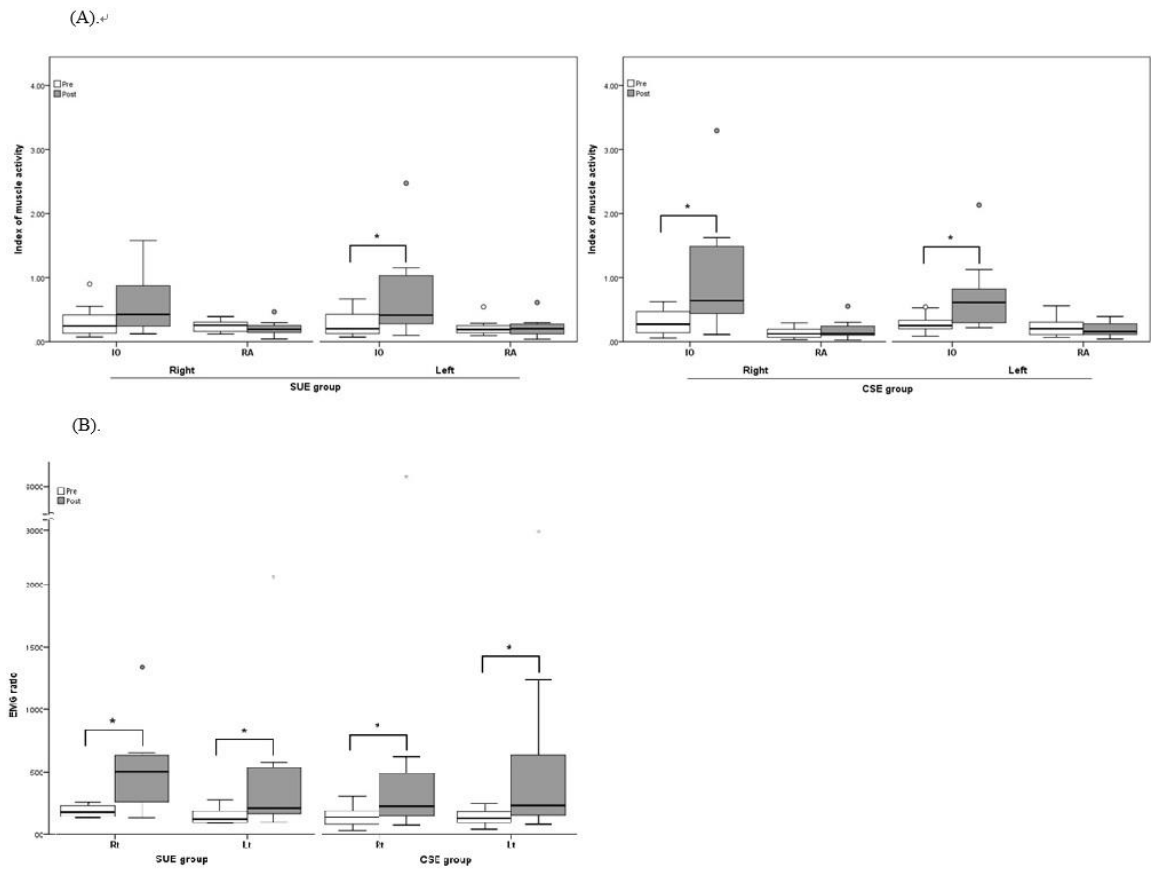 (A).↵
Pre
Post
4.00
3.00
2.00
1.00
.00
Index of muscle activity
*
IO RA IO RA
Right Left
SUE group
Pre
Post
4.00
3.00
2.00
1.00
.00
Index of muscle activity
* *
IO RA IO RA
Right Left
CSE group
(B).
Pre
Post
3000
2000
1500
1000
500
EMG ratio
* * * *
Rt Lt Rt Lt
SUE group CSE group